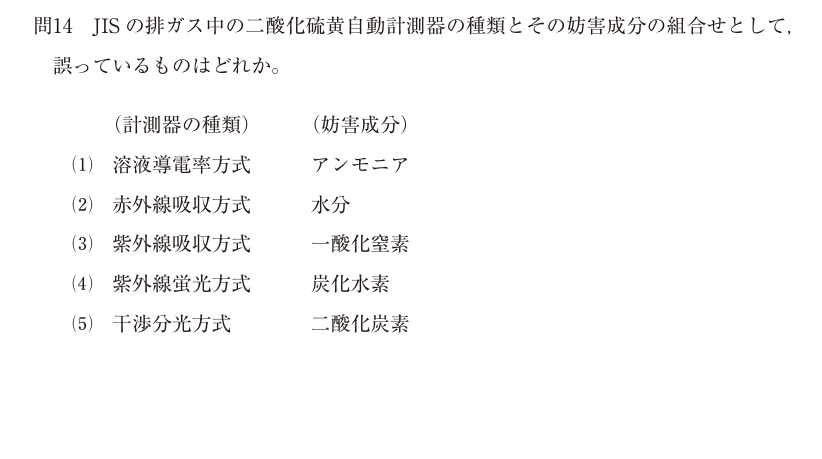 問14　JIS の排ガス中の二酸化硫黄自動計測器の種類とその妨害成分の組合せとして，
誤っているものはどれか。
（計測器の種類）　（妨害成分）
(1)　溶液導電率方式　アンモニア
(2)　赤外線吸収方式　水分
(3)　紫外線吸収方式　一酸化窒素
(4)　紫外線蛍光方式　炭化水素
(5)　干渉分光方式　二酸化炭素